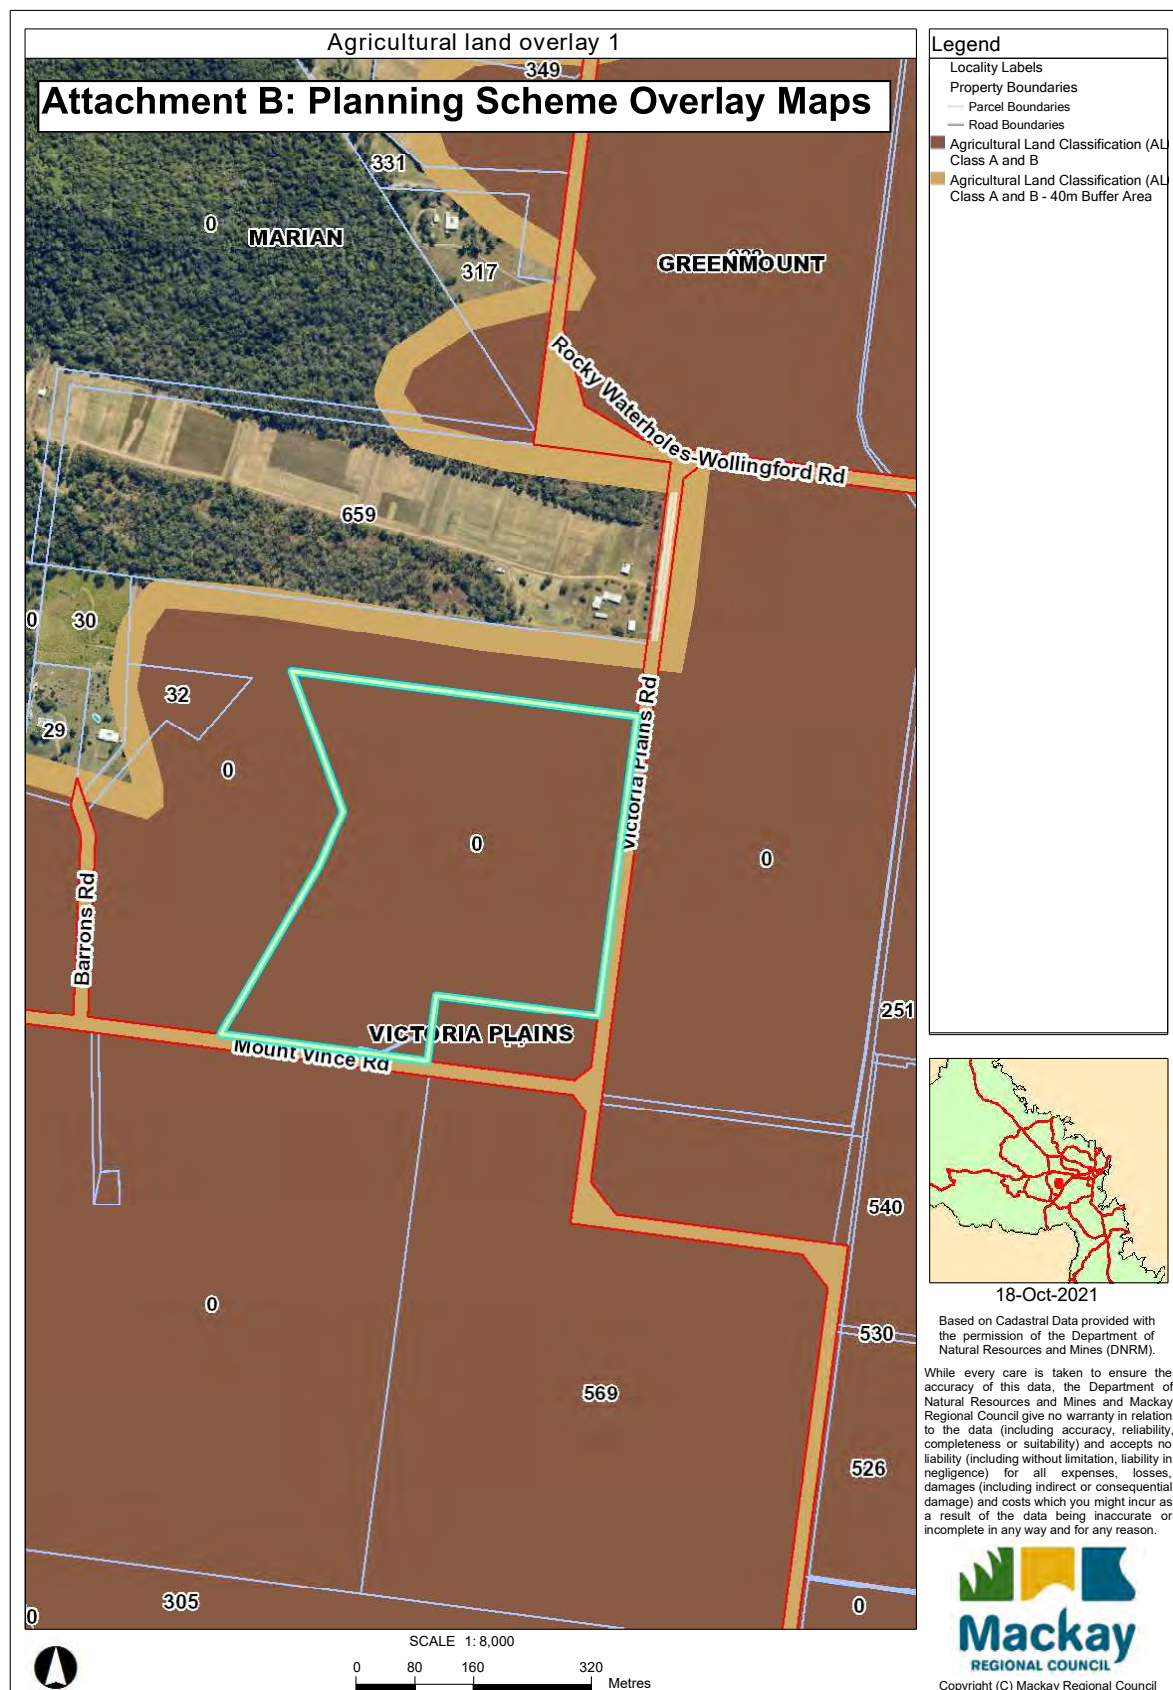 Agricultural land overlay 1
Attachment B: Planning Scheme Overlay Maps
349
331
0
MARIAN
317
GREENMOUNT
Rocky Waterholes-Wollingford Rd
659
0
30
32
29
0
Victoria Plains Rd
0
0
Barrons Rd
251
VICTORIA PLAINS
Mount Vince Rd
540
0
530
569
526
305
0
0
SCALE 1: 8,000
0 80 160 320
Metres
Legend
Locality Labels
Property Boundaries
Parcel Boundaries
Road Boundaries
Agricultural Land Classification (AL
Class A and B
Agricultural Land Classification (AL
Class A and B - 40m Buffer Area
18-Oct-2021
Based on Cadastral Data provided with
the permission of the Department of
Natural Resources and Mines (DNRM).
While every care is taken to ensure the
accuracy of this data, the Department of
Natural Resources and Mines and Mackay
Regional Council give no warranty in relation
to the data (including accuracy, reliability,
completeness or suitability) and accepts no
liability (including without limitation, liability in
negligence) for all expenses, losses,
damages (including indirect or consequential
damage) and costs which you might incur as
a result of the data being inaccurate or
incomplete in any way and for any reason.
Mackay
REGIONAL COUNCIL
Copyright (C) Mackay Regional Council